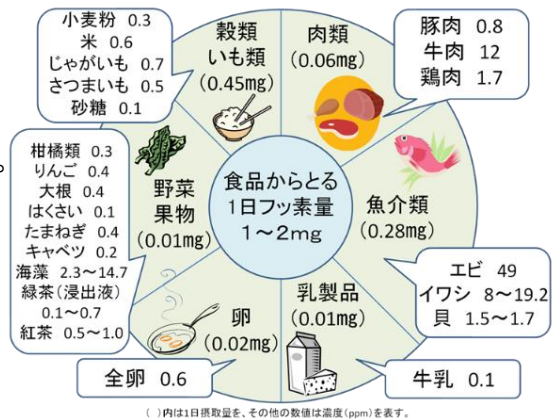 小麦粉 0.3
米 0.6
じゃがいも 0.7
さつまいも 0.5
砂糖 0.1
穀類
いも類
(0.45mg)
肉類
(0.06mg)
豚肉 0.8
牛肉 12
鶏肉 1.7
柑橘類 0.3
りんご 0.4
大根 0.4
はくさい 0.1
たまねぎ 0.4
キャベツ 0.2
海藻 2.3～14.7
緑茶(浸出液)
0.1～0.7
紅茶 0.5～1.0
。
野菜
果物
(0.01mg)
食品からとる
1日フッ素量
1～2mg
魚介類
(0.28mg)
エビ 49
イワシ 8～19.2
貝 1.5～1.7
卵
(0.02mg)
乳製品
(0.01mg)
全卵 0.6
牛乳 0.1
( )内は1日摂取量を、その他の数値は濃度(ppm)を表す。